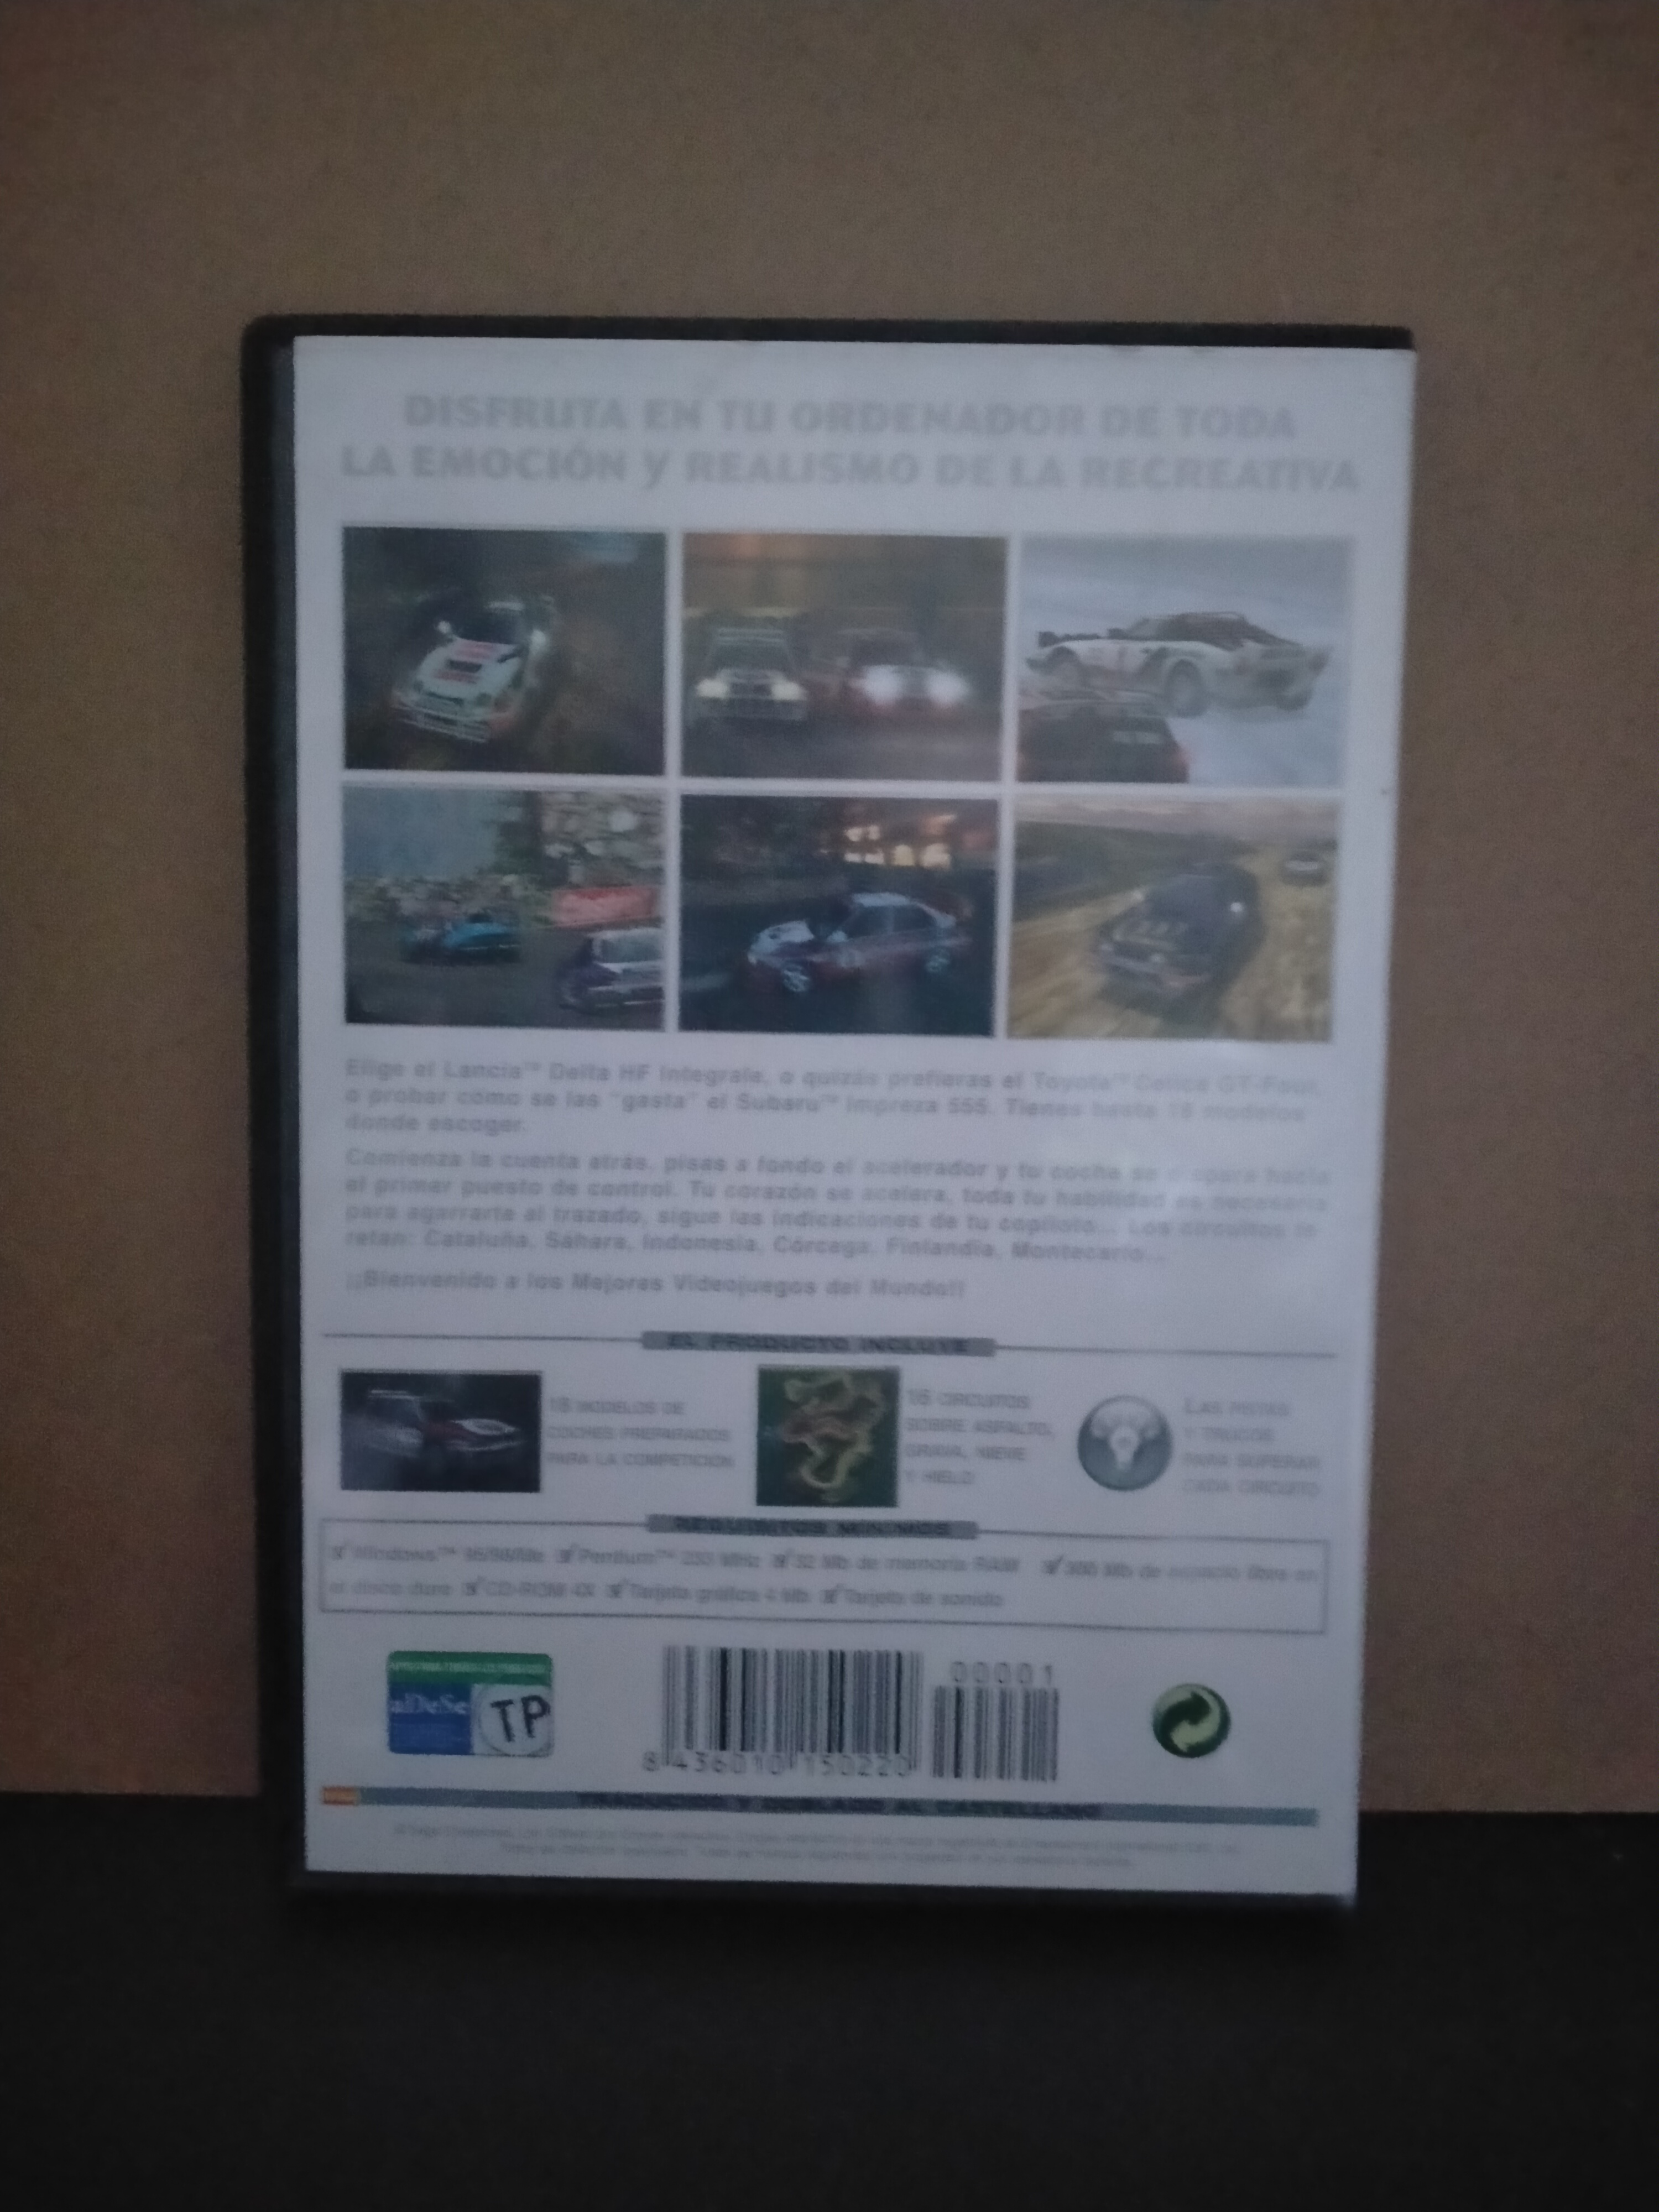 DISFRUTA EN TU ORDENADOR DE TODA
LA EMOCIÓN y REALISMO DE LA RECREATIVA
Elige el Lancia™ Delta HF Integrale, o quizás prefieras el Toyota™ Celica GT-Four,
o probar como se las "gasta" el Subaru™ Impreza 555. Tienes hasta 18 modelos
donde escoger.
Comienza la cuenta atrás, pisas a fondo el acelerador y tu coche se dispara hacia
el primer puesto de control. Tu corazón se acelera, toda tu habilidad es necesaria
para agarrarte al trazado, sigue las indicaciones de tu copiloto... Los circuitos te
retan: Cataluña, Sáhara, Indonesia, Córcega, Finlandia, Montecarlo...
¡¡Bienvenido a los Mejores Videojuegos del Mundo!!
EL PRODUCTO INCLUYE
18 MODELOS DE
COCHES PREPARADOS
PARA LA COMPETICIÓN
16 CIRCUITOS
SOBRE ASFALTO,
GRAVA, NIEVE
Y HIELO
LAS PISTAS
Y TRUCOS
PARA SUPERAR
CADA CIRCUITO
REQUISITOS MÍNIMOS
Windows™ 95/98/Me Pentium™ 233 MHz 32 Mb de memoria RAM Mb de espacio libre en
el disco duro CD-ROM 4X Tarjeta gráfica 4 Mb Tarjeta de sonido
aDeSe TP
00001
8 436010 150220
TRADUCIDO Y DOBLADO AL CASTELLANO